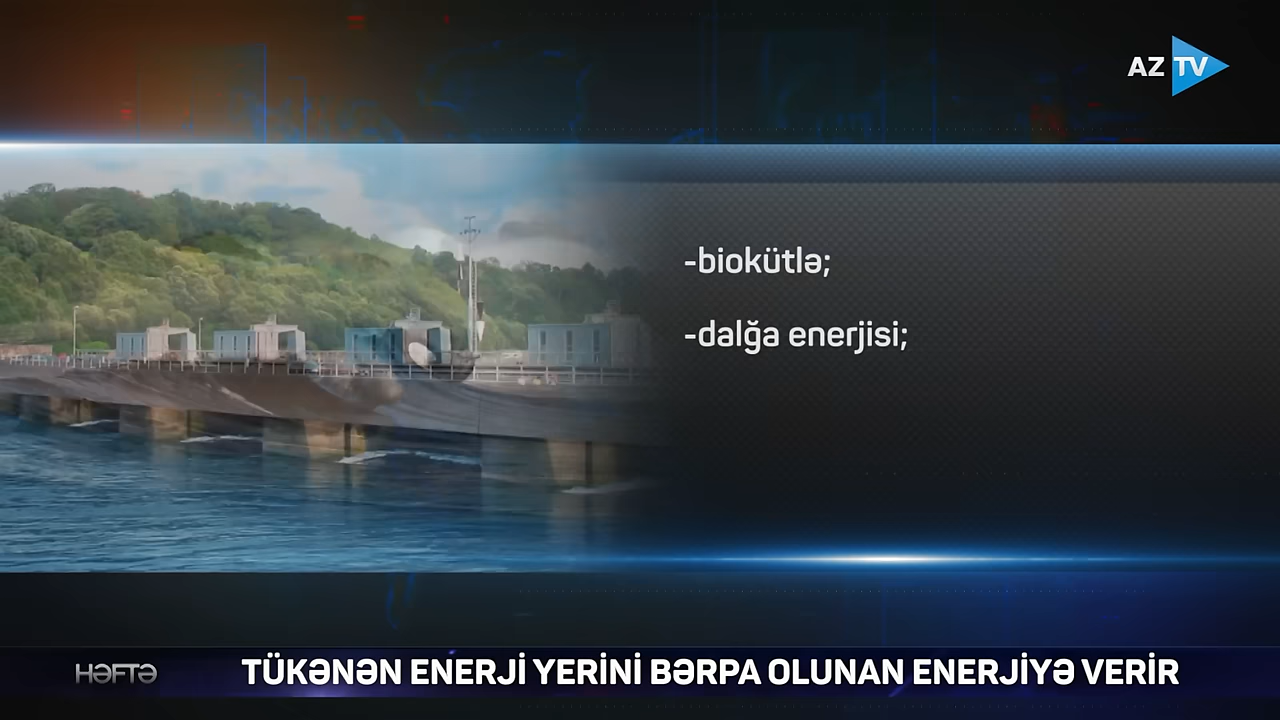 AZ TV
-biokütlə;
-dalğa enerjisi;
HƏFTƏ
TÜKƏNƏN ENERJİ YERİNİ BƏRPA OLUNAN ENERJİYƏ VERİR